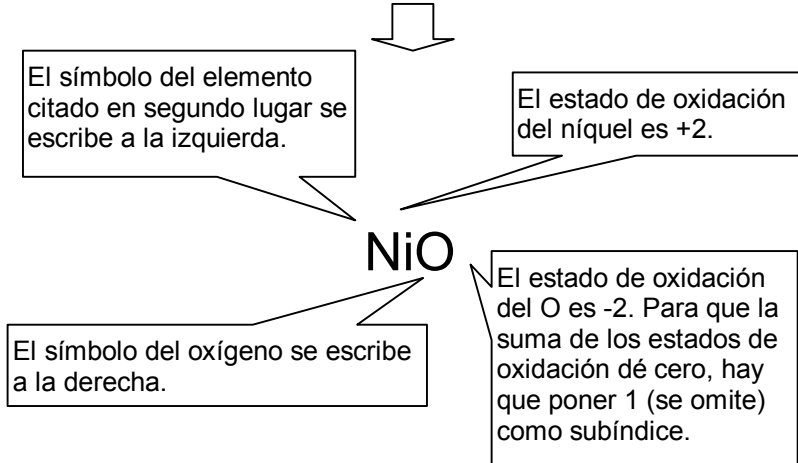 El símbolo del elemento
citado en segundo lugar se
escribe a la izquierda.
El estado de oxidación
del níquel es +2.
NiO
El símbolo del oxígeno se escribe
a la derecha.
El estado de oxidación
del O es -2. Para que la
suma de los estados de
oxidación dé cero, hay
que poner 1 (se omite)
como subíndice.